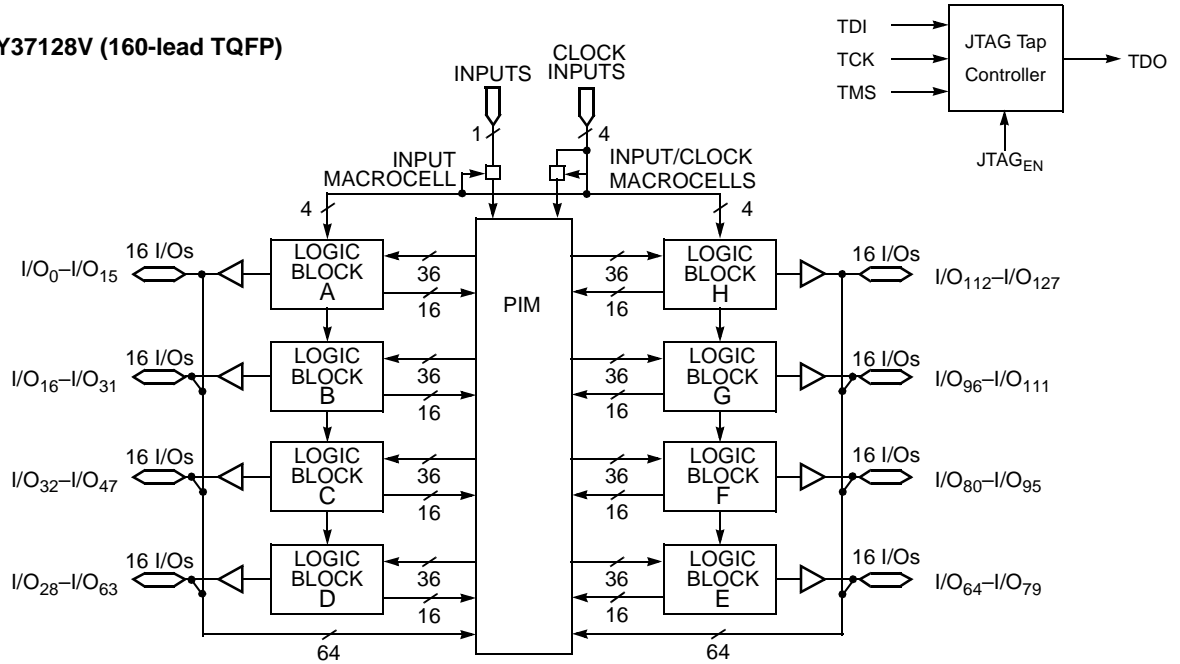 Y37128V (160-lead TQFP)
TDI
TCK
TMS
JTAG Tap
Controller
TDO
JTAGEN
INPUTS
CLOCK
INPUTS
1
4
INPUT
MACROCELL
INPUT/CLOCK
MACROCELLS
4
4
PIM
I/O0–I/O15
16 I/Os
LOGIC
BLOCK
A
36
16
36
16
LOGIC
BLOCK
H
16 I/Os
I/O112–I/O127
I/O16–I/O31
16 I/Os
LOGIC
BLOCK
B
36
16
36
16
LOGIC
BLOCK
G
16 I/Os
I/O96–I/O111
I/O32–I/O47
16 I/Os
LOGIC
BLOCK
C
36
16
36
16
LOGIC
BLOCK
F
16 I/Os
I/O80–I/O95
I/O28–I/O63
16 I/Os
LOGIC
BLOCK
D
36
16
36
16
LOGIC
BLOCK
E
16 I/Os
I/O64–I/O79
64
64